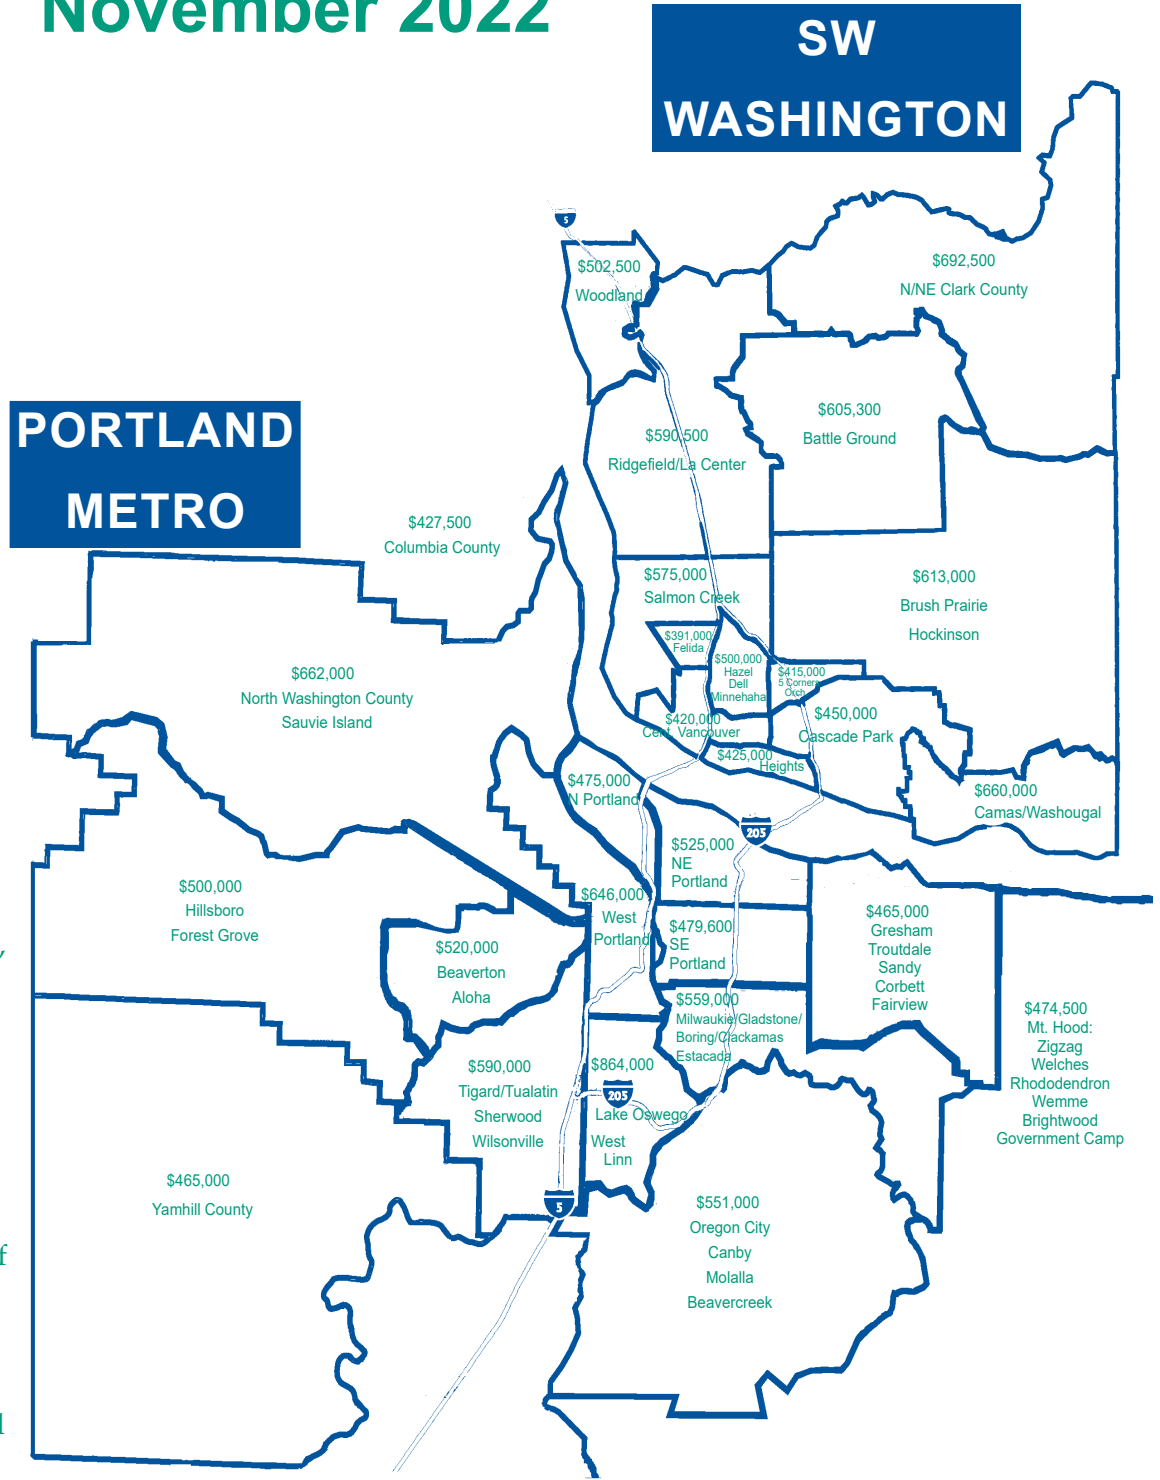 November 2022
SW
WASHINGTON
5
$502,500
Woodland
$692,500
N/NE Clark County
$605,300
Battle Ground
$590,500
Ridgefield/La Center
PORTLAND
METRO
$427,500
Columbia County
$575,000
Salmon Creek
$613,000
Brush Prairie
Hockinson
$391,000
Felida
$500,000
Hazel
Dell
Minnehaha
$415,000
5 Corners
Orch
$662,000
North Washington County
Sauvie Island
$420,000
Cent. Vancouver
$450,000
Cascade Park
$425,000
Heights
$475,000
N Portland
$660,000
Camas/Washougal
205
$525,000
NE
Portland
$500,000
Hillsboro
Forest Grove
$646,000
West
Portland
$479,600
SE
Portland
$465,000
Gresham
Troutdale
Sandy
Corbett
Fairview
$520,000
Beaverton
Aloha
$559,000
Milwaukie/Gladstone/
Boring/Clackamas
Estacada
$474,500
Mt. Hood:
Zigzag
Welches
Rhododendron
Wemme
Brightwood
Government Camp
$590,000
Tigard/Tualatin
Sherwood
Wilsonville
$864,000
205
Lake Oswego
West
Linn
$465,000
Yamhill County
5
$551,000
Oregon City
Canby
Molalla
Beavercreek